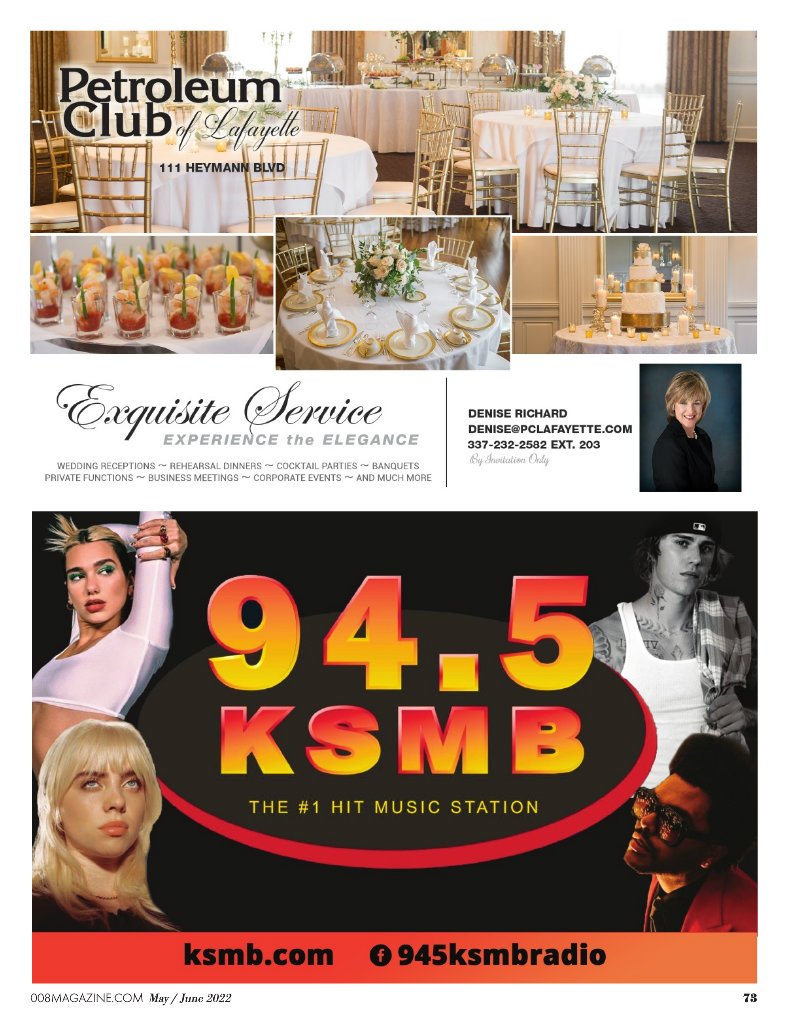 Petroleum
Club of Lafayette
111 HEYMANN BLVD
Exquisite Service
EXPERIENCE the ELEGANCE
WEDDING RECEPTIONS ~ REHEARSAL DINNERS ~ COCKTAIL PARTIES ~ BANQUETS
PRIVATE FUNCTIONS ~ BUSINESS MEETINGS ~ CORPORATE EVENTS ~ AND MUCH MORE
DENISE RICHARD
DENISE@PCLAFAYETTE.COM
337-232-2582 EXT. 203
By Invitation Only
94.5
KSMB
THE #1 HIT MUSIC STATION
ksmb.com 945ksmbradio
008MAGAZINE.COM May / June 2022 73